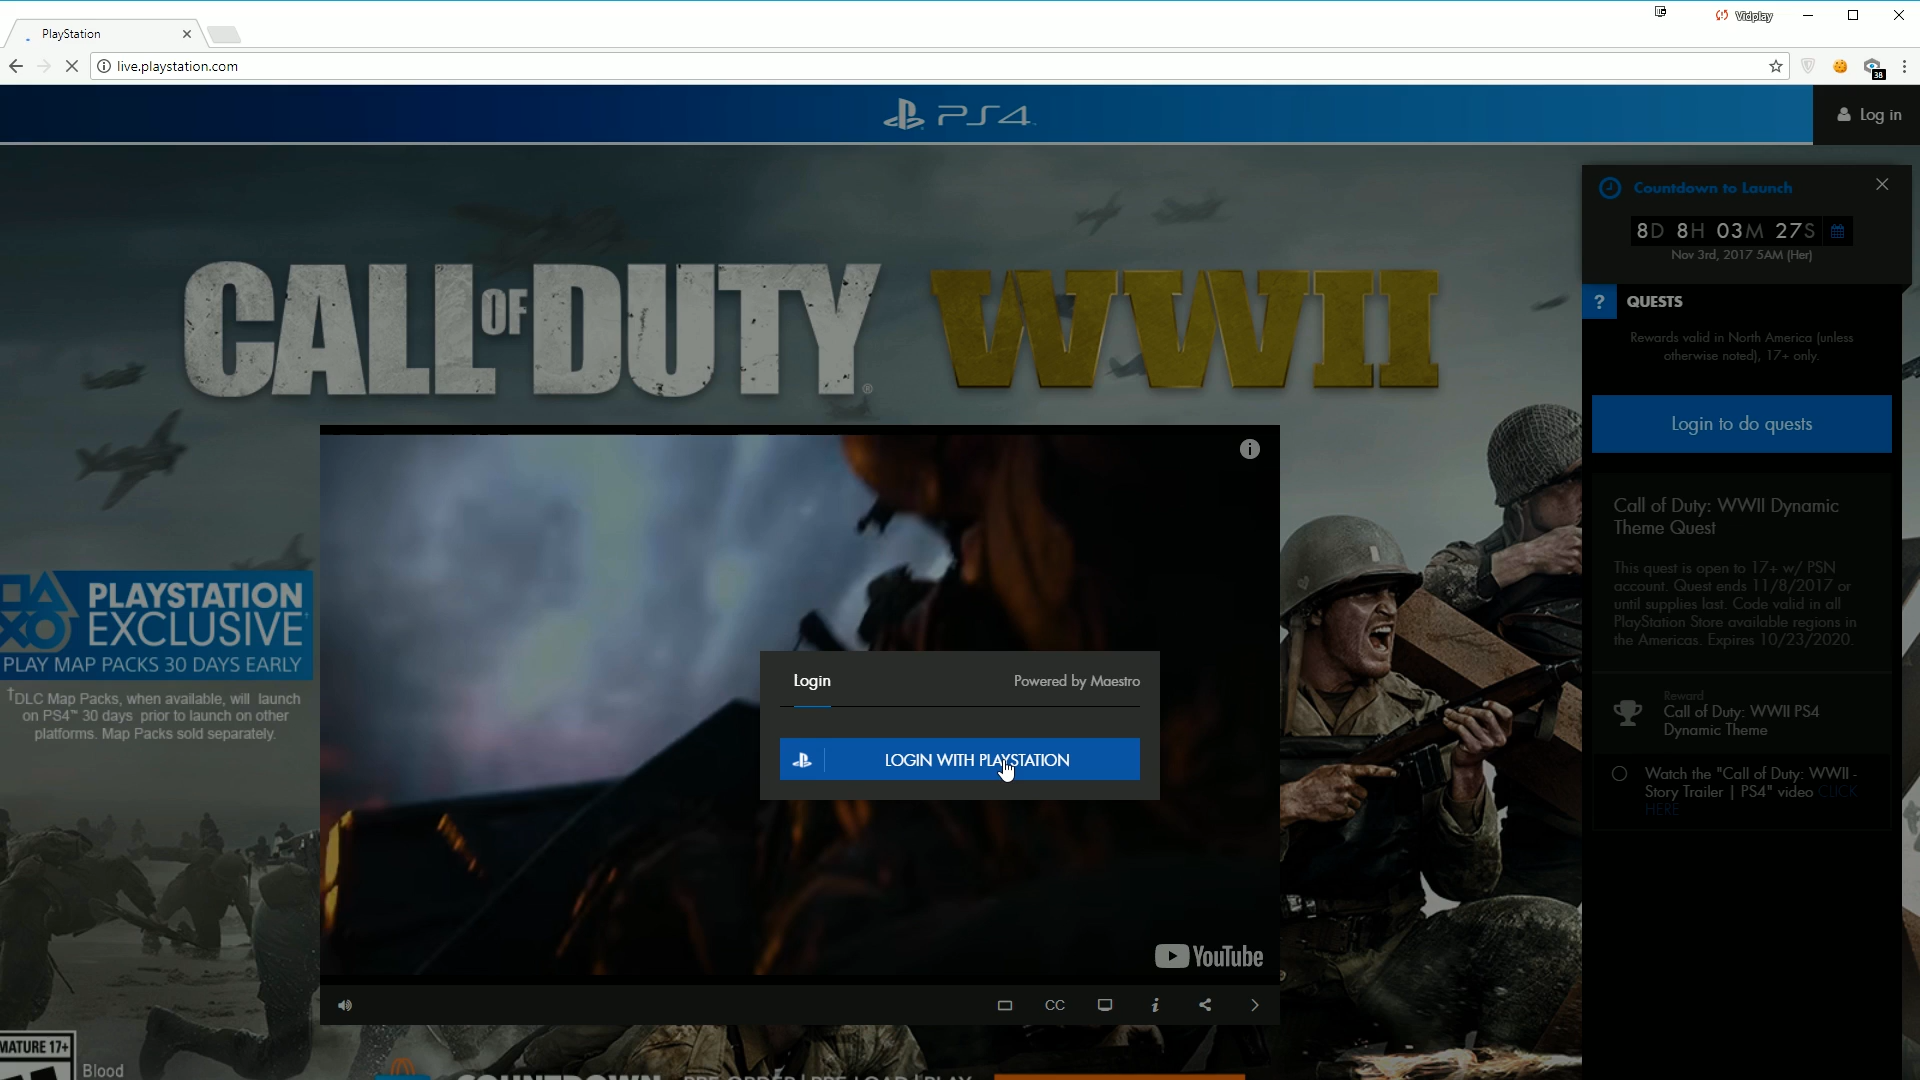 Vidplay
PlayStation
live.playstation.com
38
PS4
Log in
Countdown to Launch
8D 8H 03M 27S
Nov 3rd, 2017 5AM (Her)
? QUESTS
Rewards valid in North America (unless
otherwise noted), 17+ only.
Login to do quests
Call of Duty: WWII Dynamic
Theme Quest
This quest is open to 17+ w/ PSN
account. Quest ends 11/8/2017 or
until supplies last. Code valid in all
PlayStation Store available regions in
the Americas. Expires 10/23/2020.
Reward
Call of Duty: WWII PS4
Dynamic Theme
Watch the "Call of Duty: WWII -
Story Trailer | PS4" video CLICK
HERE
CALL OF DUTY® WWII
PLAYSTATION
EXCLUSIVE†
PLAY MAP PACKS 30 DAYS EARLY
†DLC Map Packs, when available, will launch
on PS4™ 30 days prior to launch on other
platforms. Map Packs sold separately.
Login
Powered by Maestro
LOGIN WITH PLAYSTATION
YouTube
CC
MATURE 17+
Blood
COUNTDOWN PRE-ORDER | PRE-LOAD | PLAY